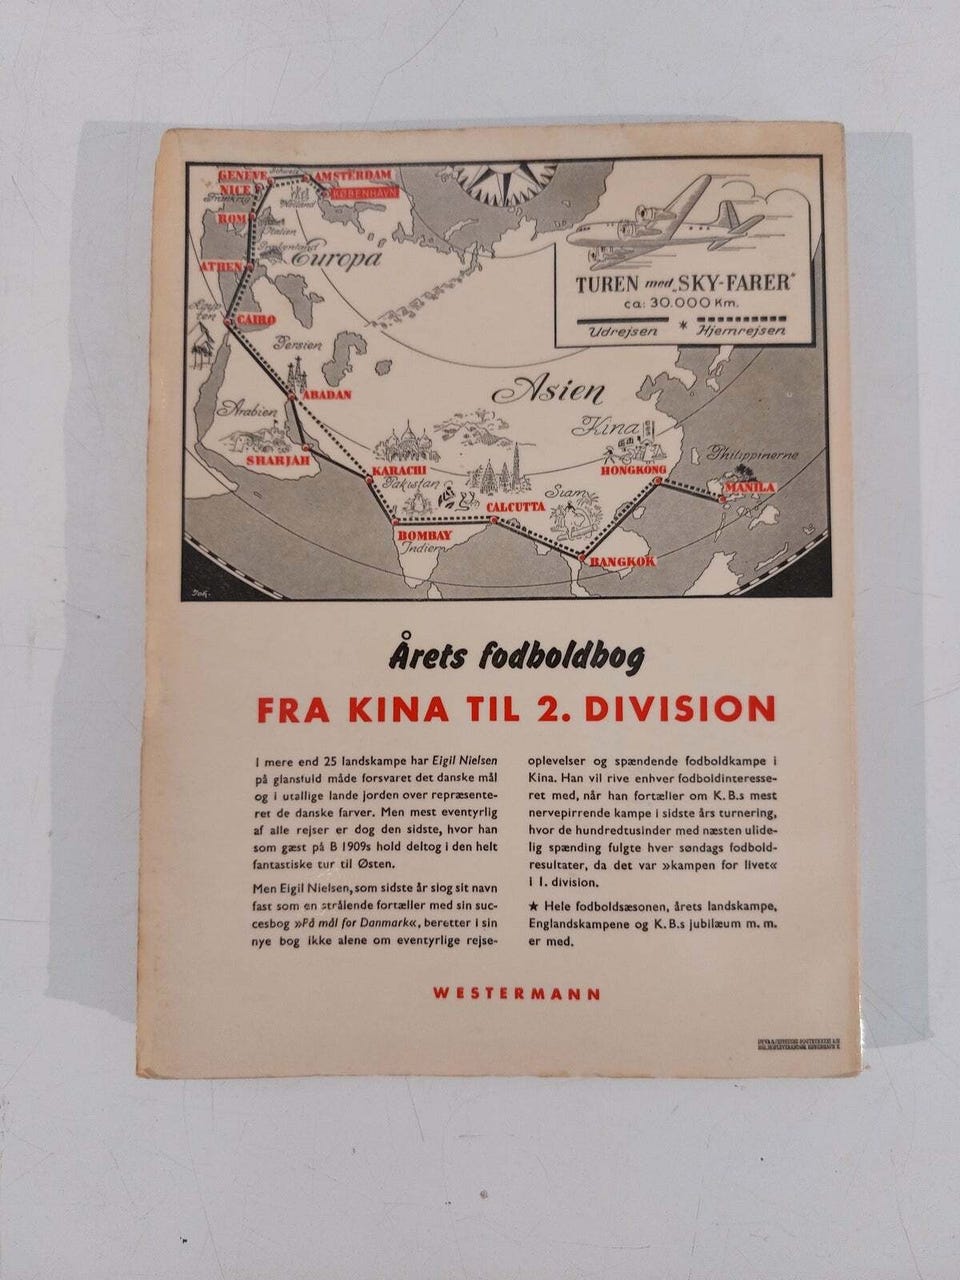 GENEVE
Schweiz
AMSTERDAM
NICE
KØBENHAVN
Frankrig
Holland
ROM
Italien
Grækenland
Europa
ATHEN
Egyp
ten
CAIRO
Persien
ABADAN
Arabien
SHARJAH
KARACHI
Pakistan
BOMBAY
Indien
CALCUTTA
Siam
BANGKOK
Asien
Kina
HONGKONG
Philippinerne
MANILA
TUREN med „SKY-FARER"
ca: 30.000 Km.
Udrejsen * Hjemrejsen
Årets fodboldbog
FRA KINA TIL 2. DIVISION
I mere end 25 landskampe har Eigil Nielsen
på glansfuld måde forsvaret det danske mål
og i utallige lande jorden over repræsente-
ret de danske farver. Men mest eventyrlig
af alle rejser er dog den sidste, hvor han
som gæst på B 1909s hold deltog i den helt
fantastiske tur til Østen.
Men Eigil Nielsen, som sidste år slog sit navn
fast som en strålende fortæller med sin suc-
cesbog »På mål for Danmark«, beretter i sin
nye bog ikke alene om eventyrlige rejse-
oplevelser og spændende fodboldkampe i
Kina. Han vil rive enhver fodboldinteresse-
ret med, når han fortæller om K.B.s mest
nervepirrende kampe i sidste års turnering,
hvor de hundredtusinder med næsten ulide-
lig spænding fulgte hver søndags fodbold-
resultater, da det var »kampen for livet«
i 1. division.
★ Hele fodboldsæsonen, årets landskampe,
Englandskampene og K.B.s jubilæum m. m.
er med.
WESTERMANN